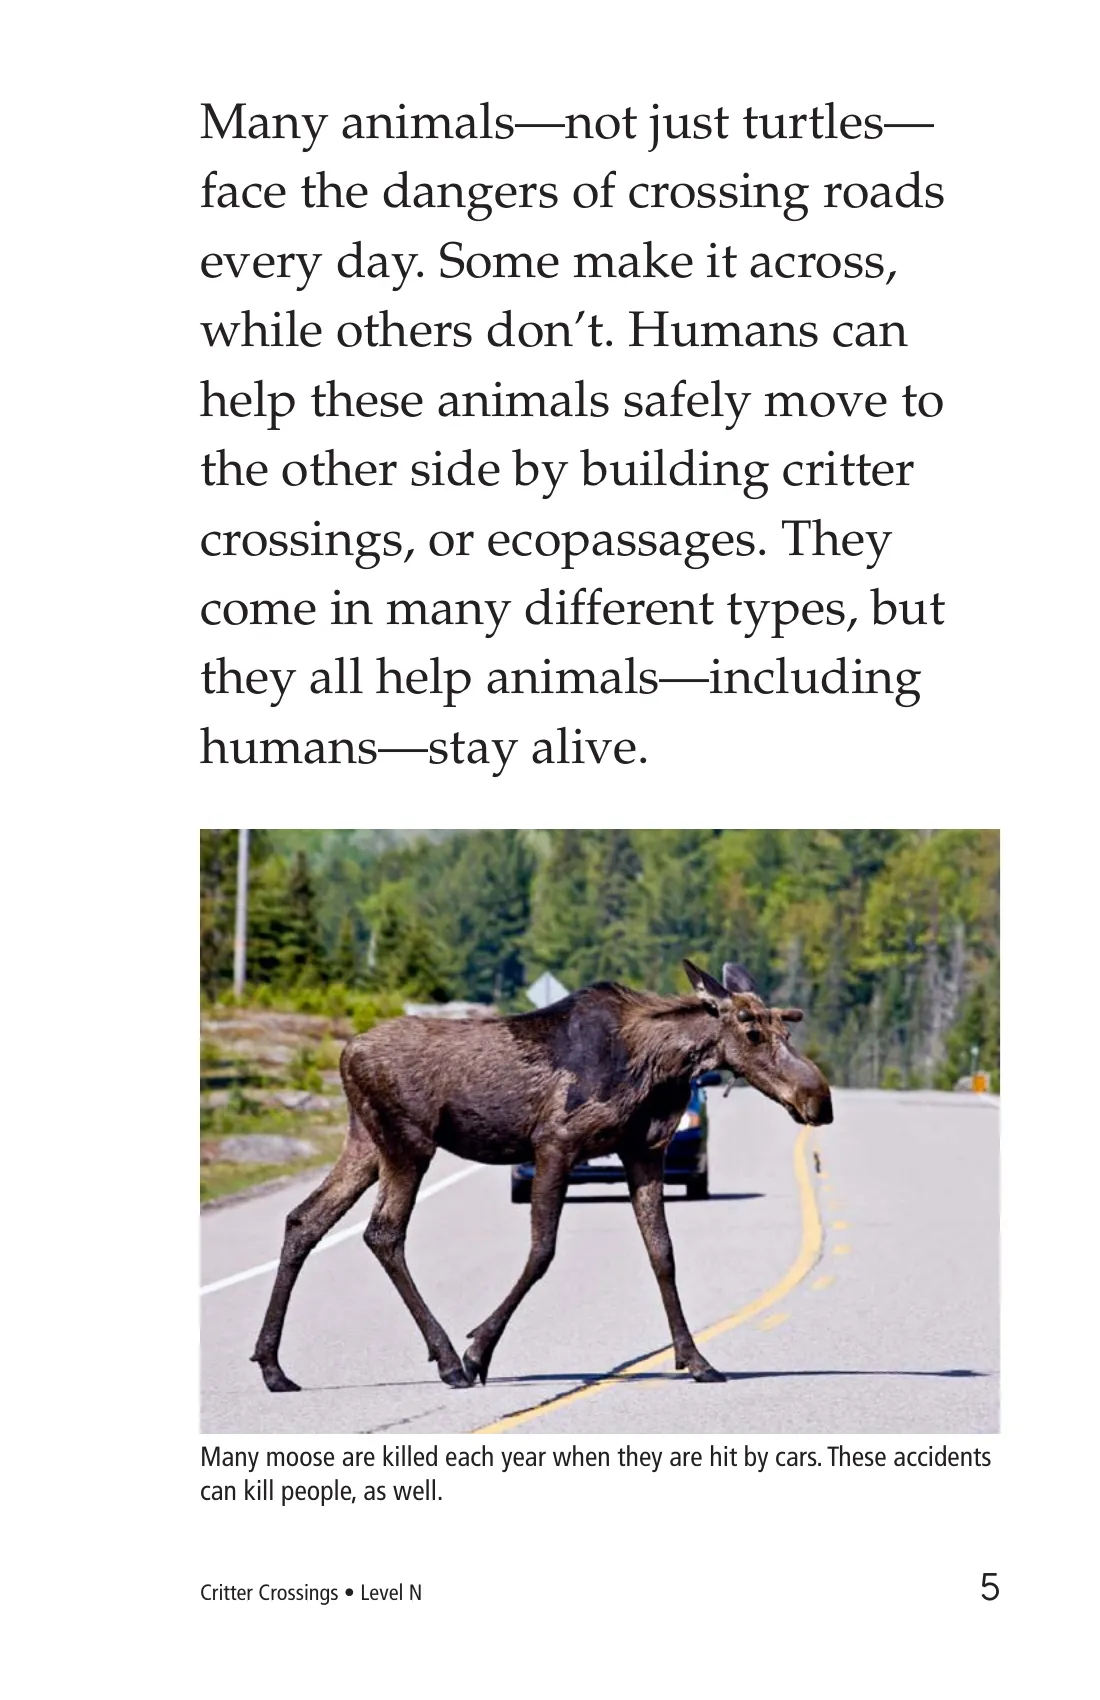 Many animals—not just turtles—
face the dangers of crossing roads
every day. Some make it across,
while others don’t. Humans can
help these animals safely move to
the other side by building critter
crossings, or ecopassages. They
come in many different types, but
they all help animals—including
humans—stay alive.
Many moose are killed each year when they are hit by cars. These accidents
can kill people, as well.
Critter Crossings • Level N
5